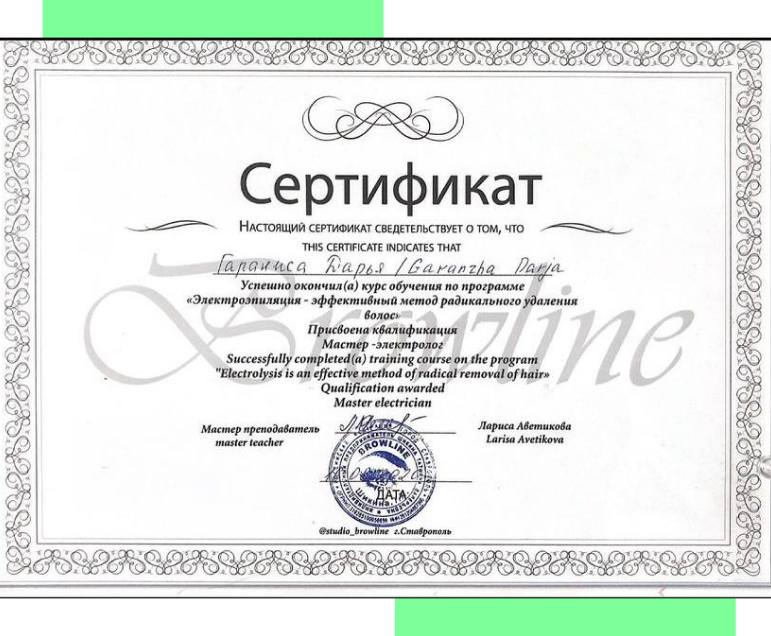 Сертификат
Настоящий сертификат сведетельствует о том, что
this certificate indicates that
Гаранжа Дарья / Garanzha Darja
Успешно окончил(а) курс обучения по программе
«Электроэпиляция - эффективный метод радикального удаления
волос»
Присвоена квалификация
Мастер -электролог
Successfully completed(a) training course on the program
"Electrolysis is an effective method of radical removal of hair»
Qualification awarded
Master electrician
Browline
Мастер преподаватель
master teacher
Лариса Аветикова
Larisa Avetikova
BROWLINE
ДАТА
@studio_browline г.Ставрополь